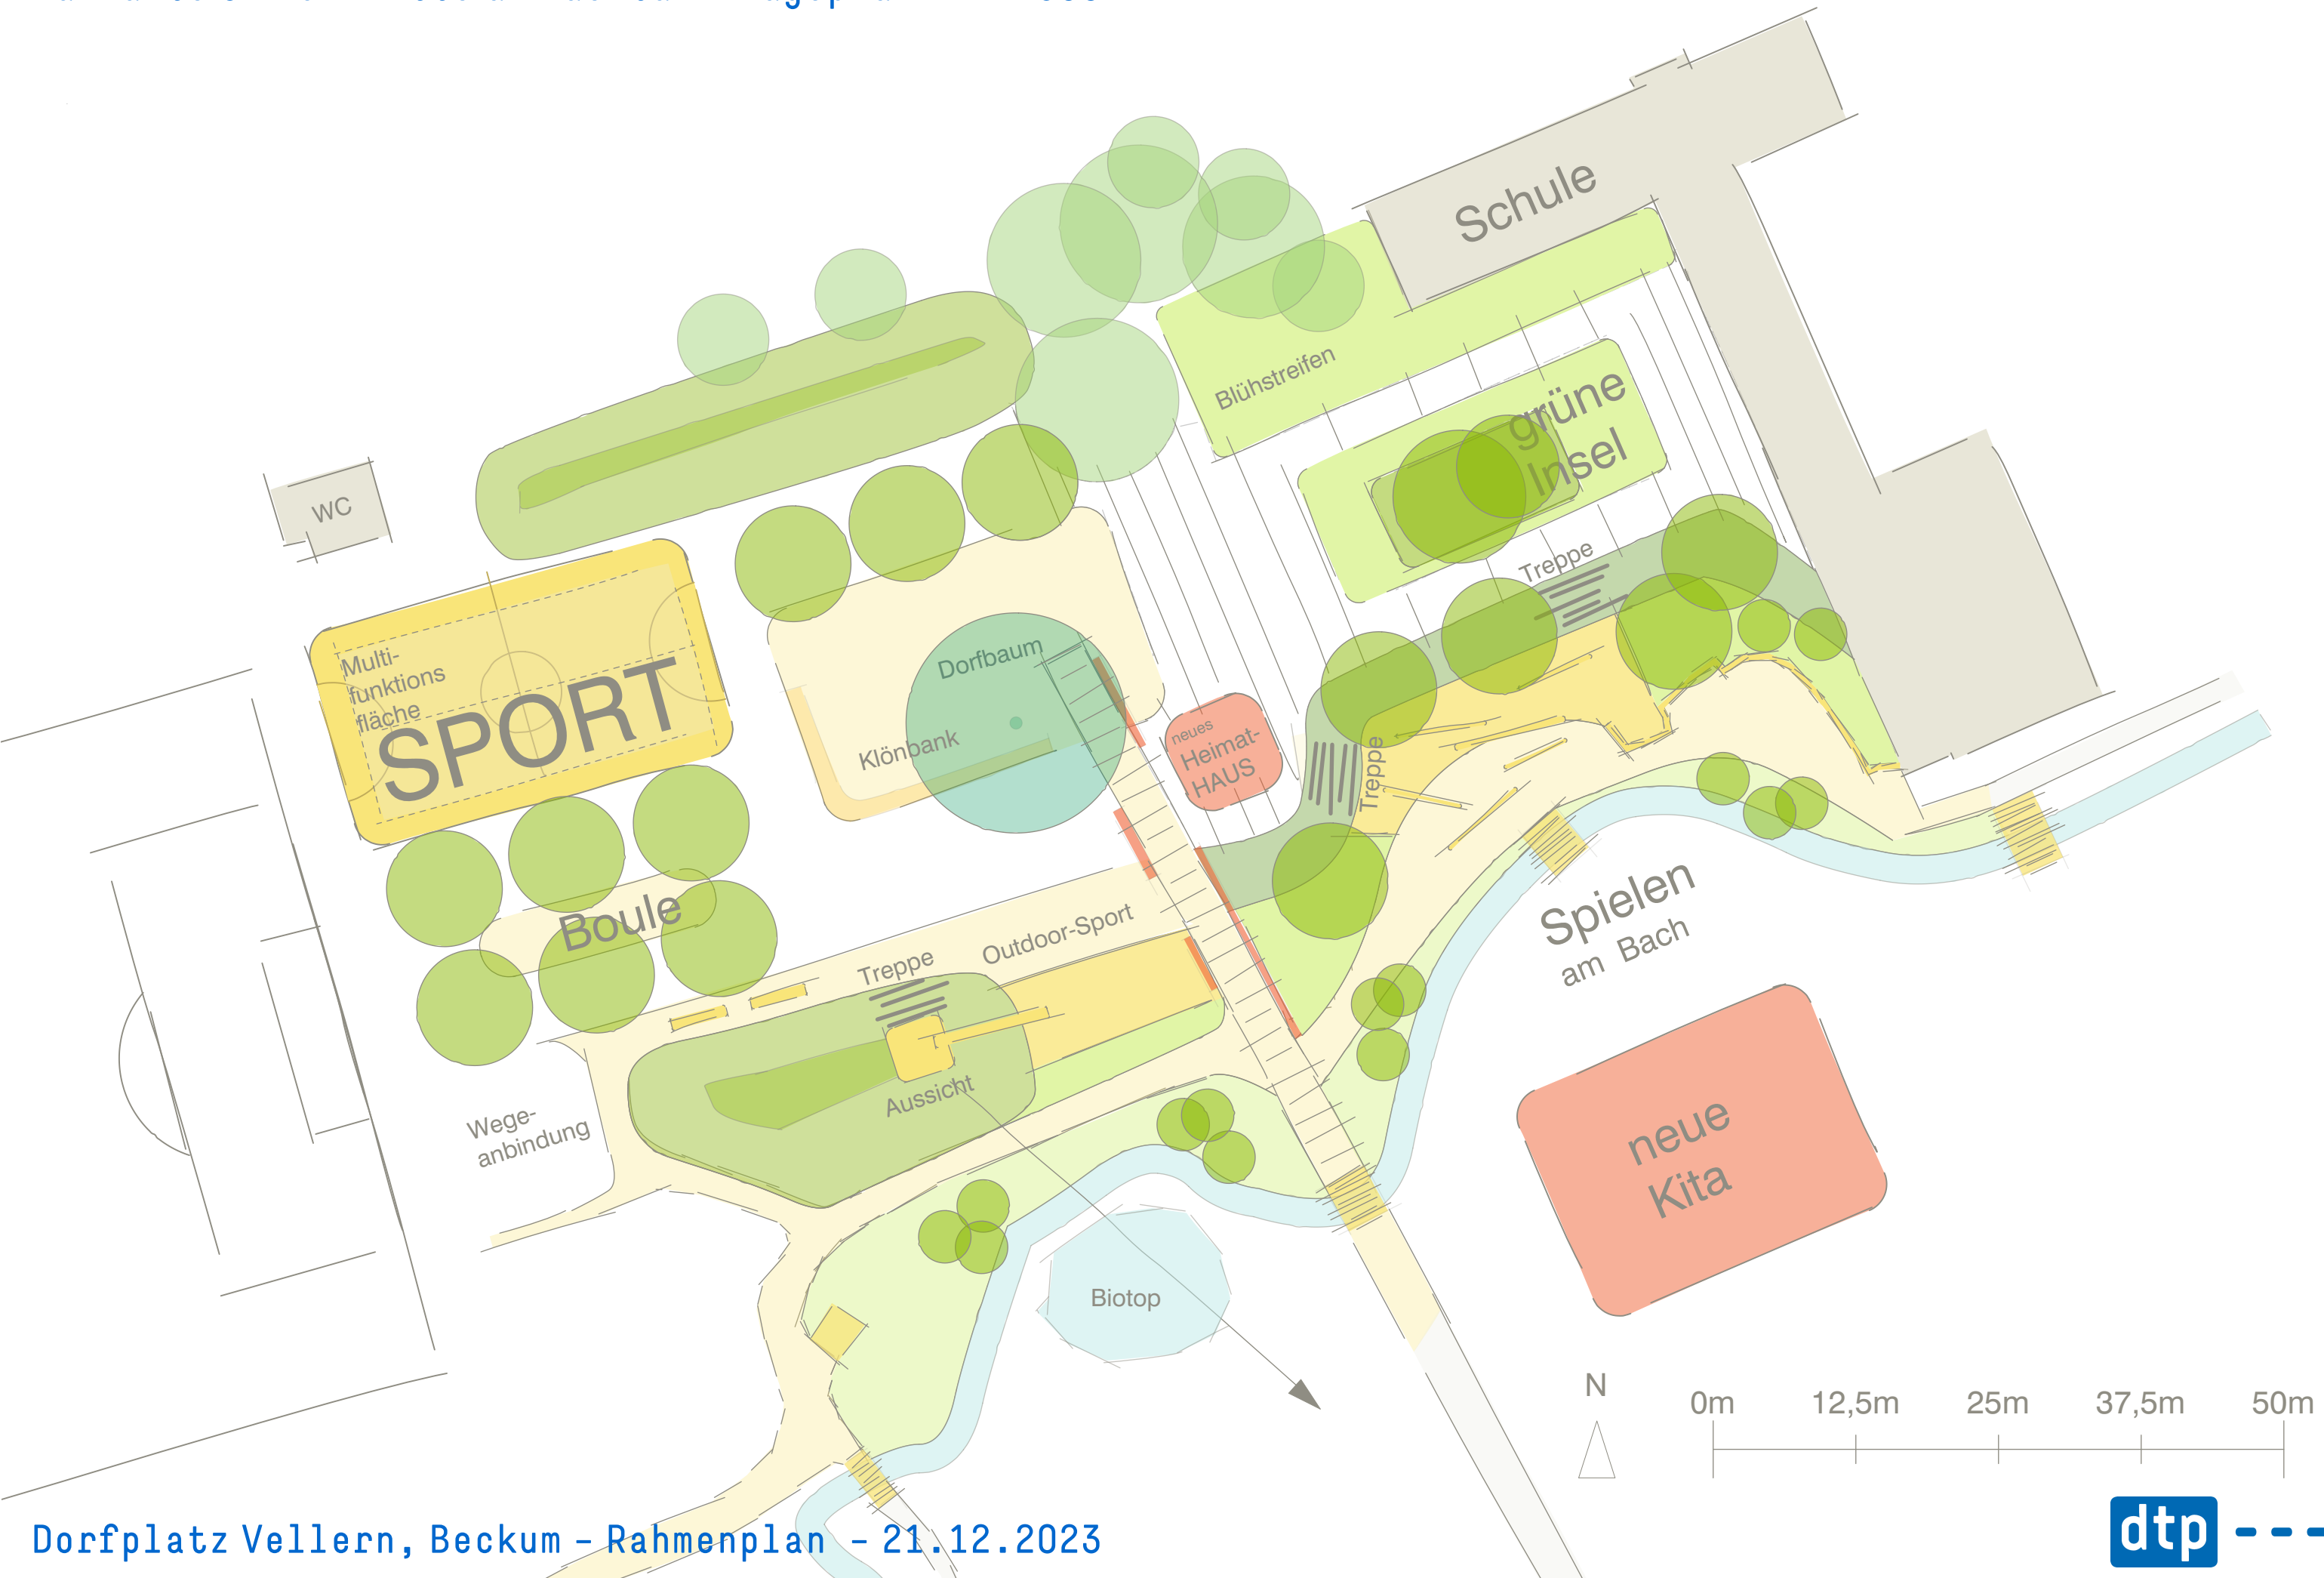 Schule
Blühstreifen
grüne
Insel
WC
Treppe
Multi-
funktions
fläche
SPORT
Dorfbaum
Klönbank
neues
Heimat-
HAUS
Treppe
Boule
Treppe
Outdoor-Sport
Spielen
am Bach
Aussicht
Wege-
anbindung
neue
Kita
Biotop
N
0m 12,5m 25m 37,5m 50m
Dorfplatz Vellern, Beckum – Rahmenplan – 21.12.2023
dtp